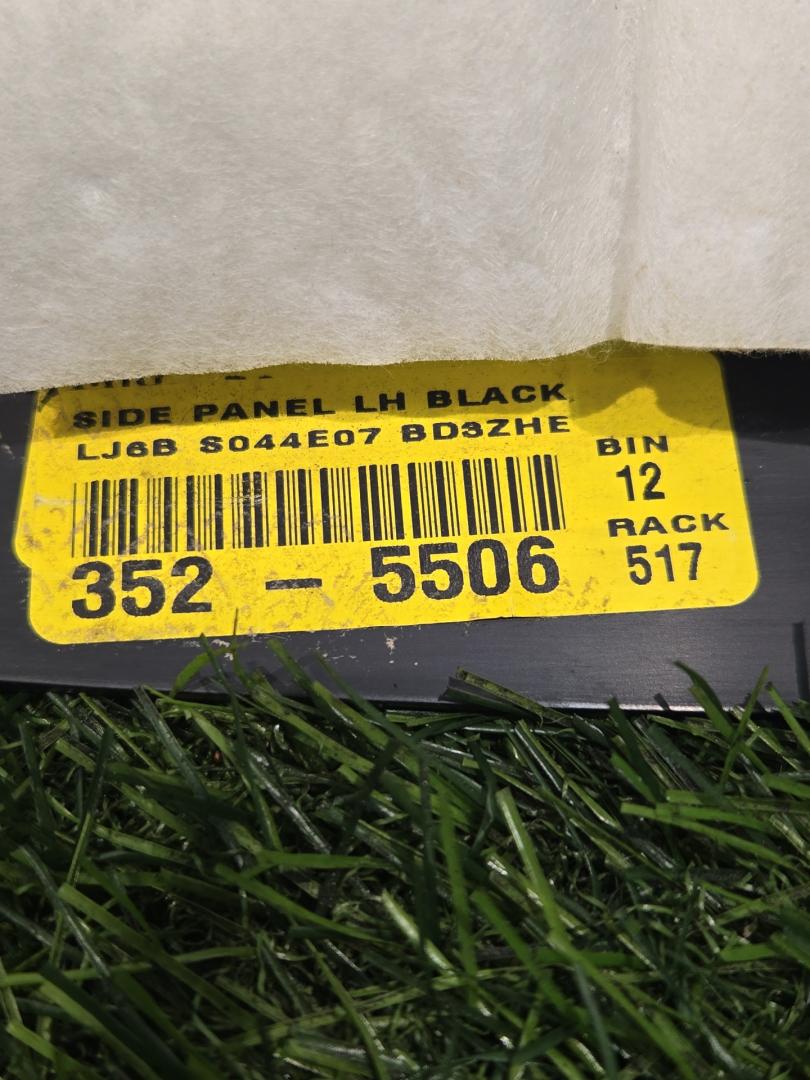 SIDE PANEL LH BLACK
LJ6B S044E07 BD3ZHE
BIN
12
RACK
517
352 - 5506